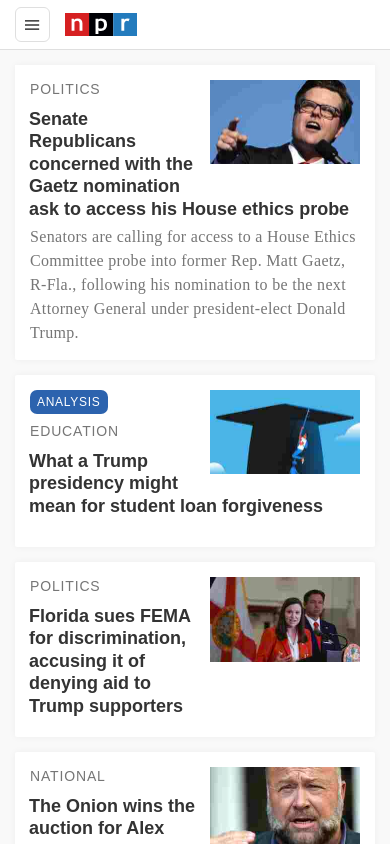 npr
POLITICS
Senate
Republicans
concerned with the
Gaetz nomination
ask to access his House ethics probe
Senators are calling for access to a House Ethics
Committee probe into former Rep. Matt Gaetz,
R-Fla., following his nomination to be the next
Attorney General under president-elect Donald
Trump.
ANALYSIS
EDUCATION
What a Trump
presidency might
mean for student loan forgiveness
POLITICS
Florida sues FEMA
for discrimination,
accusing it of
denying aid to
Trump supporters
NATIONAL
The Onion wins the
auction for Alex